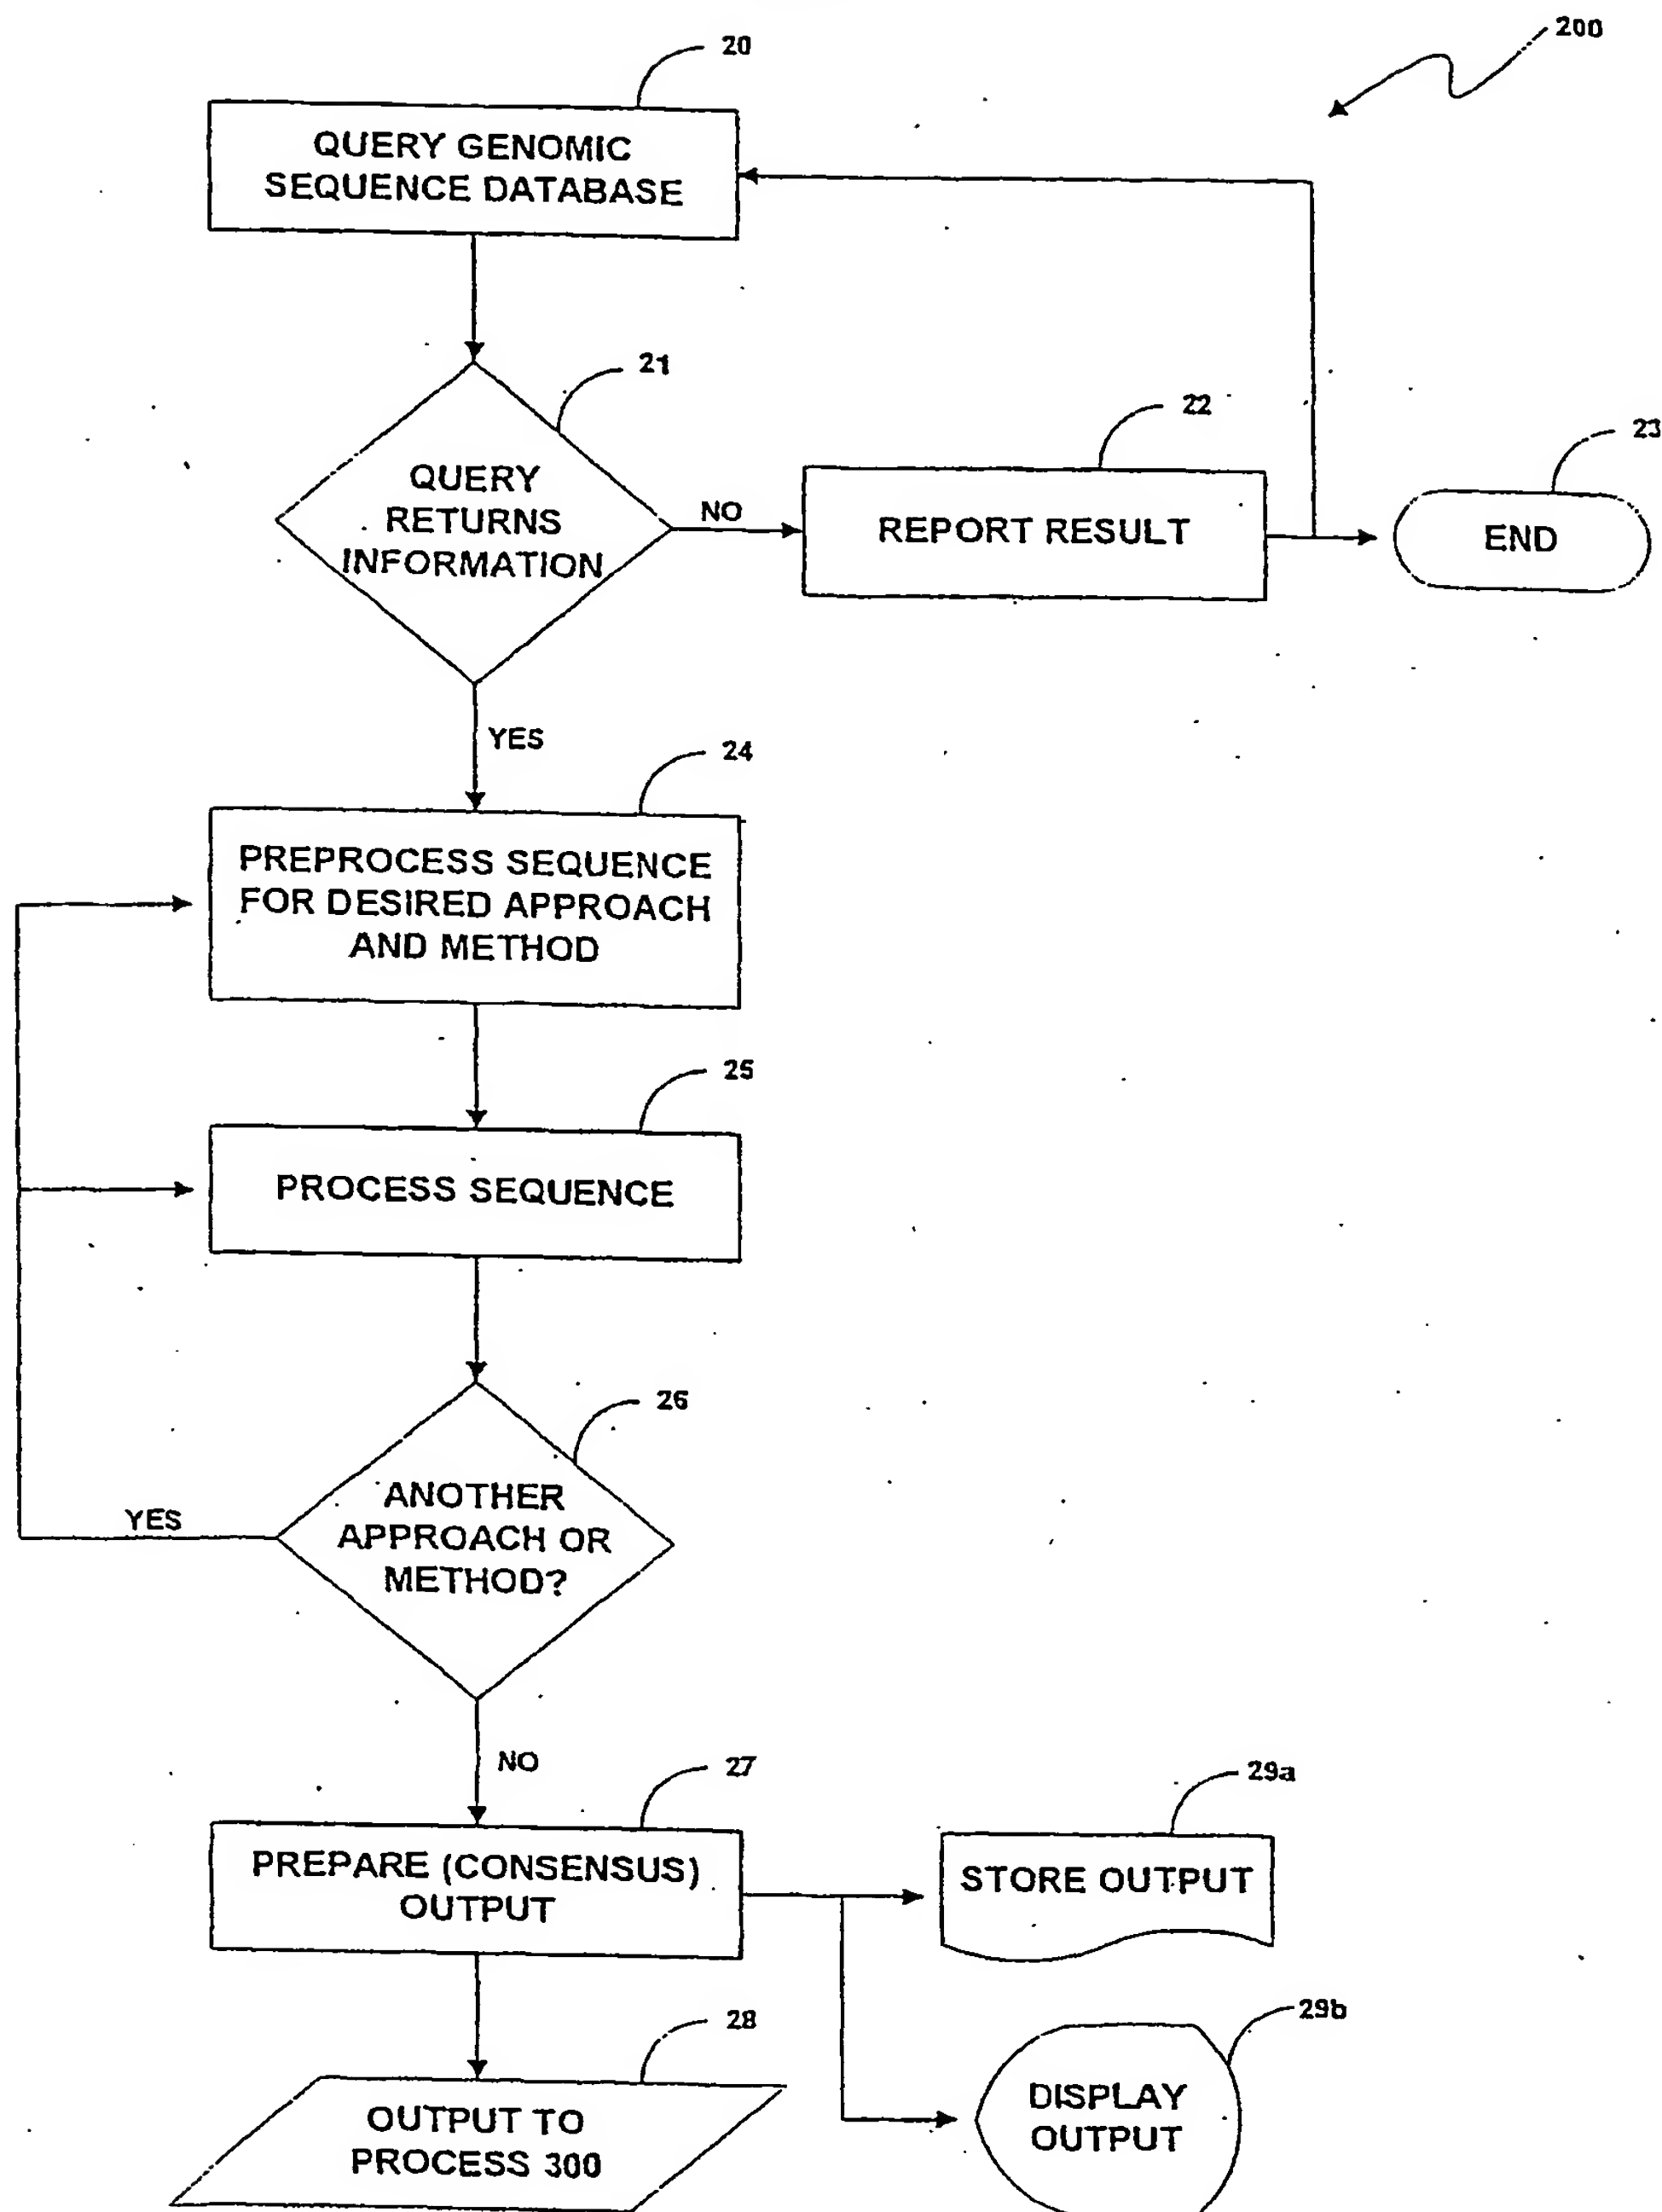 200
20
QUERY GENOMIC
SEQUENCE DATABASE
21
QUERY
RETURNS
INFORMATION
NO
22
REPORT RESULT
23
END
YES
24
PREPROCESS SEQUENCE
FOR DESIRED APPROACH
AND METHOD
25
PROCESS SEQUENCE
26
ANOTHER
APPROACH OR
METHOD?
YES
NO
27
PREPARE (CONSENSUS)
OUTPUT
29a
STORE OUTPUT
28
OUTPUT TO
PROCESS 300
29b
DISPLAY
OUTPUT